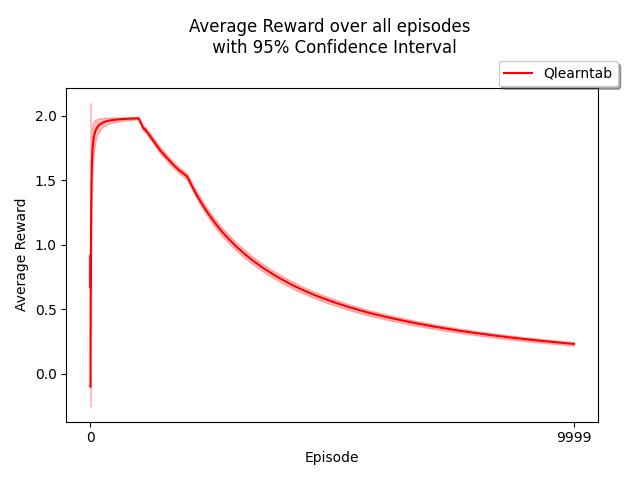 Average Reward over all episodes
with 95% Confidence Interval
Qlearntab
2.0
1.5
1.0
0.5
0.0
Average Reward
0
9999
Episode